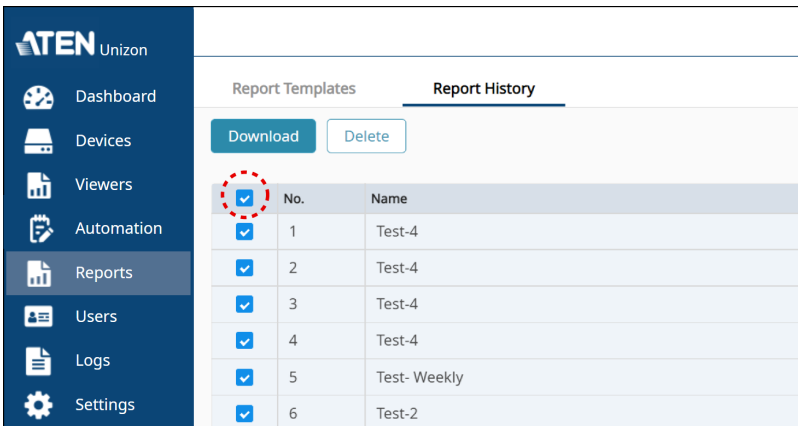 ATEN Unizon
Dashboard
Devices
Viewers
Automation
Reports
Users
Logs
Settings
Report Templates Report History
Download Delete
No. Name
1 Test-4
2 Test-4
3 Test-4
4 Test-4
5 Test- Weekly
6 Test-2